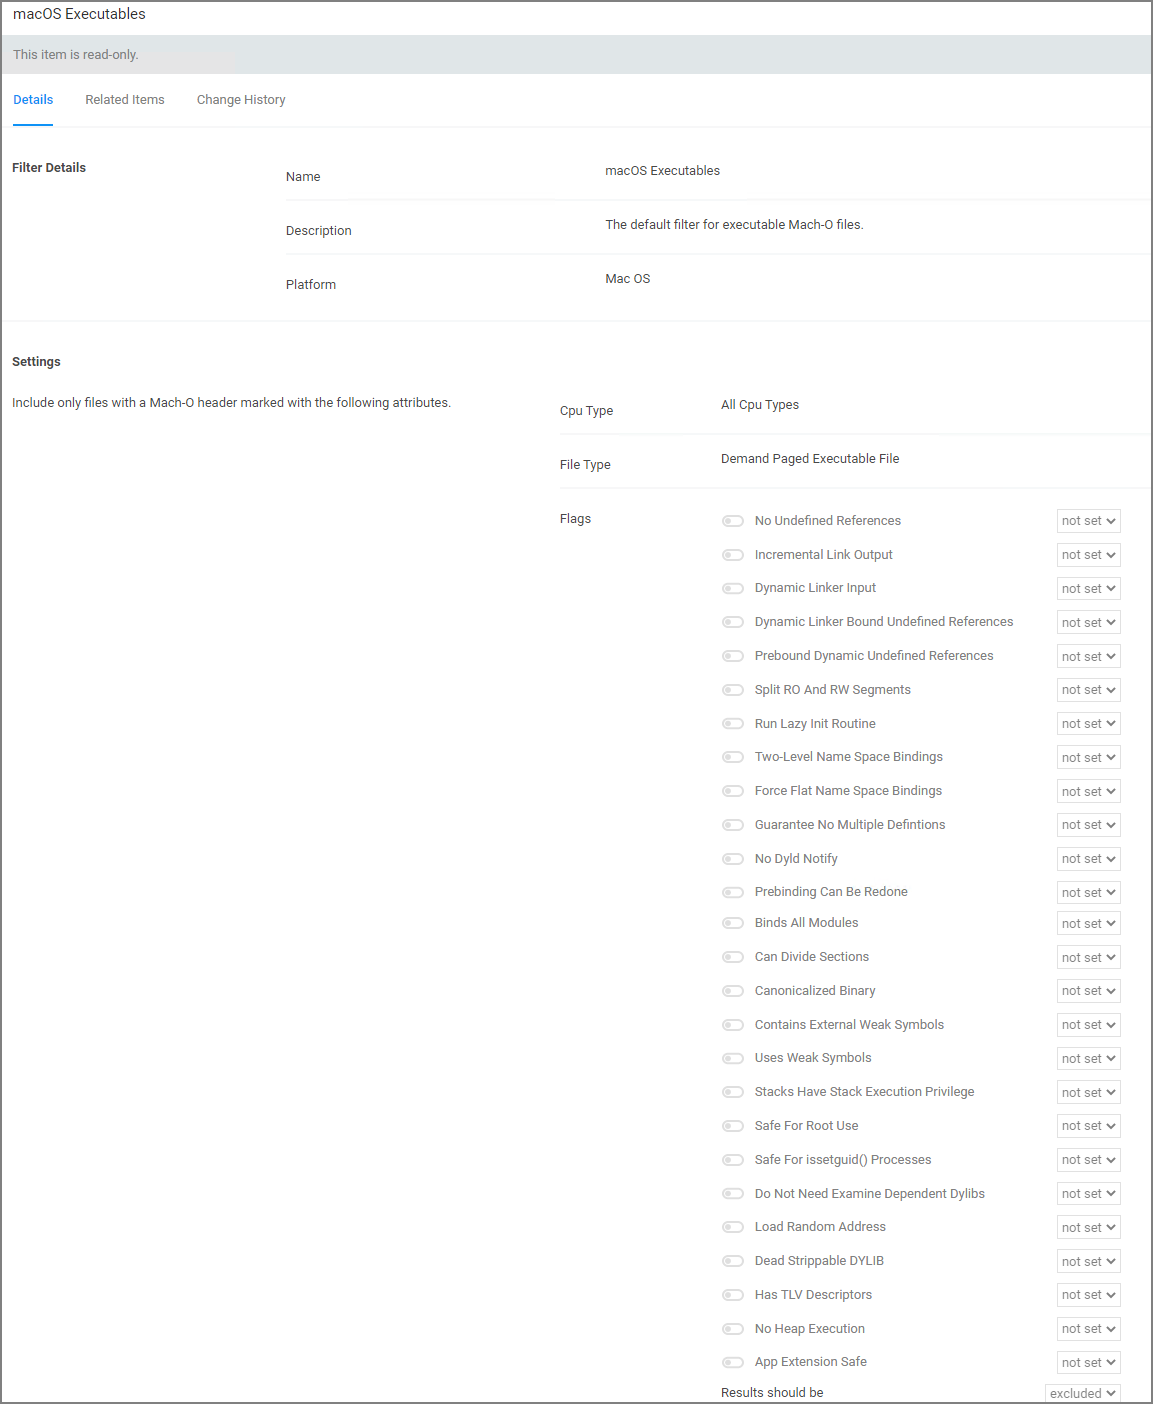 macOS Executables
This item is read-only.
Details Related Items Change History
Filter Details
Name macOS Executables
Description The default filter for executable Mach-O files.
Platform Mac OS
Settings
Include only files with a Mach-O header marked with the following attributes.
Cpu Type All Cpu Types
File Type Demand Paged Executable File
Flags No Undefined References not set
Incremental Link Output not set
Dynamic Linker Input not set
Dynamic Linker Bound Undefined References not set
Prebound Dynamic Undefined References not set
Split RO And RW Segments not set
Run Lazy Init Routine not set
Two-Level Name Space Bindings not set
Force Flat Name Space Bindings not set
Guarantee No Multiple Defintions not set
No Dyld Notify not set
Prebinding Can Be Redone not set
Binds All Modules not set
Can Divide Sections not set
Canonicalized Binary not set
Contains External Weak Symbols not set
Uses Weak Symbols not set
Stacks Have Stack Execution Privilege not set
Safe For Root Use not set
Safe For issetguid() Processes not set
Do Not Need Examine Dependent Dylibs not set
Load Random Address not set
Dead Strippable DYLIB not set
Has TLV Descriptors not set
No Heap Execution not set
App Extension Safe not set
Results should be excluded